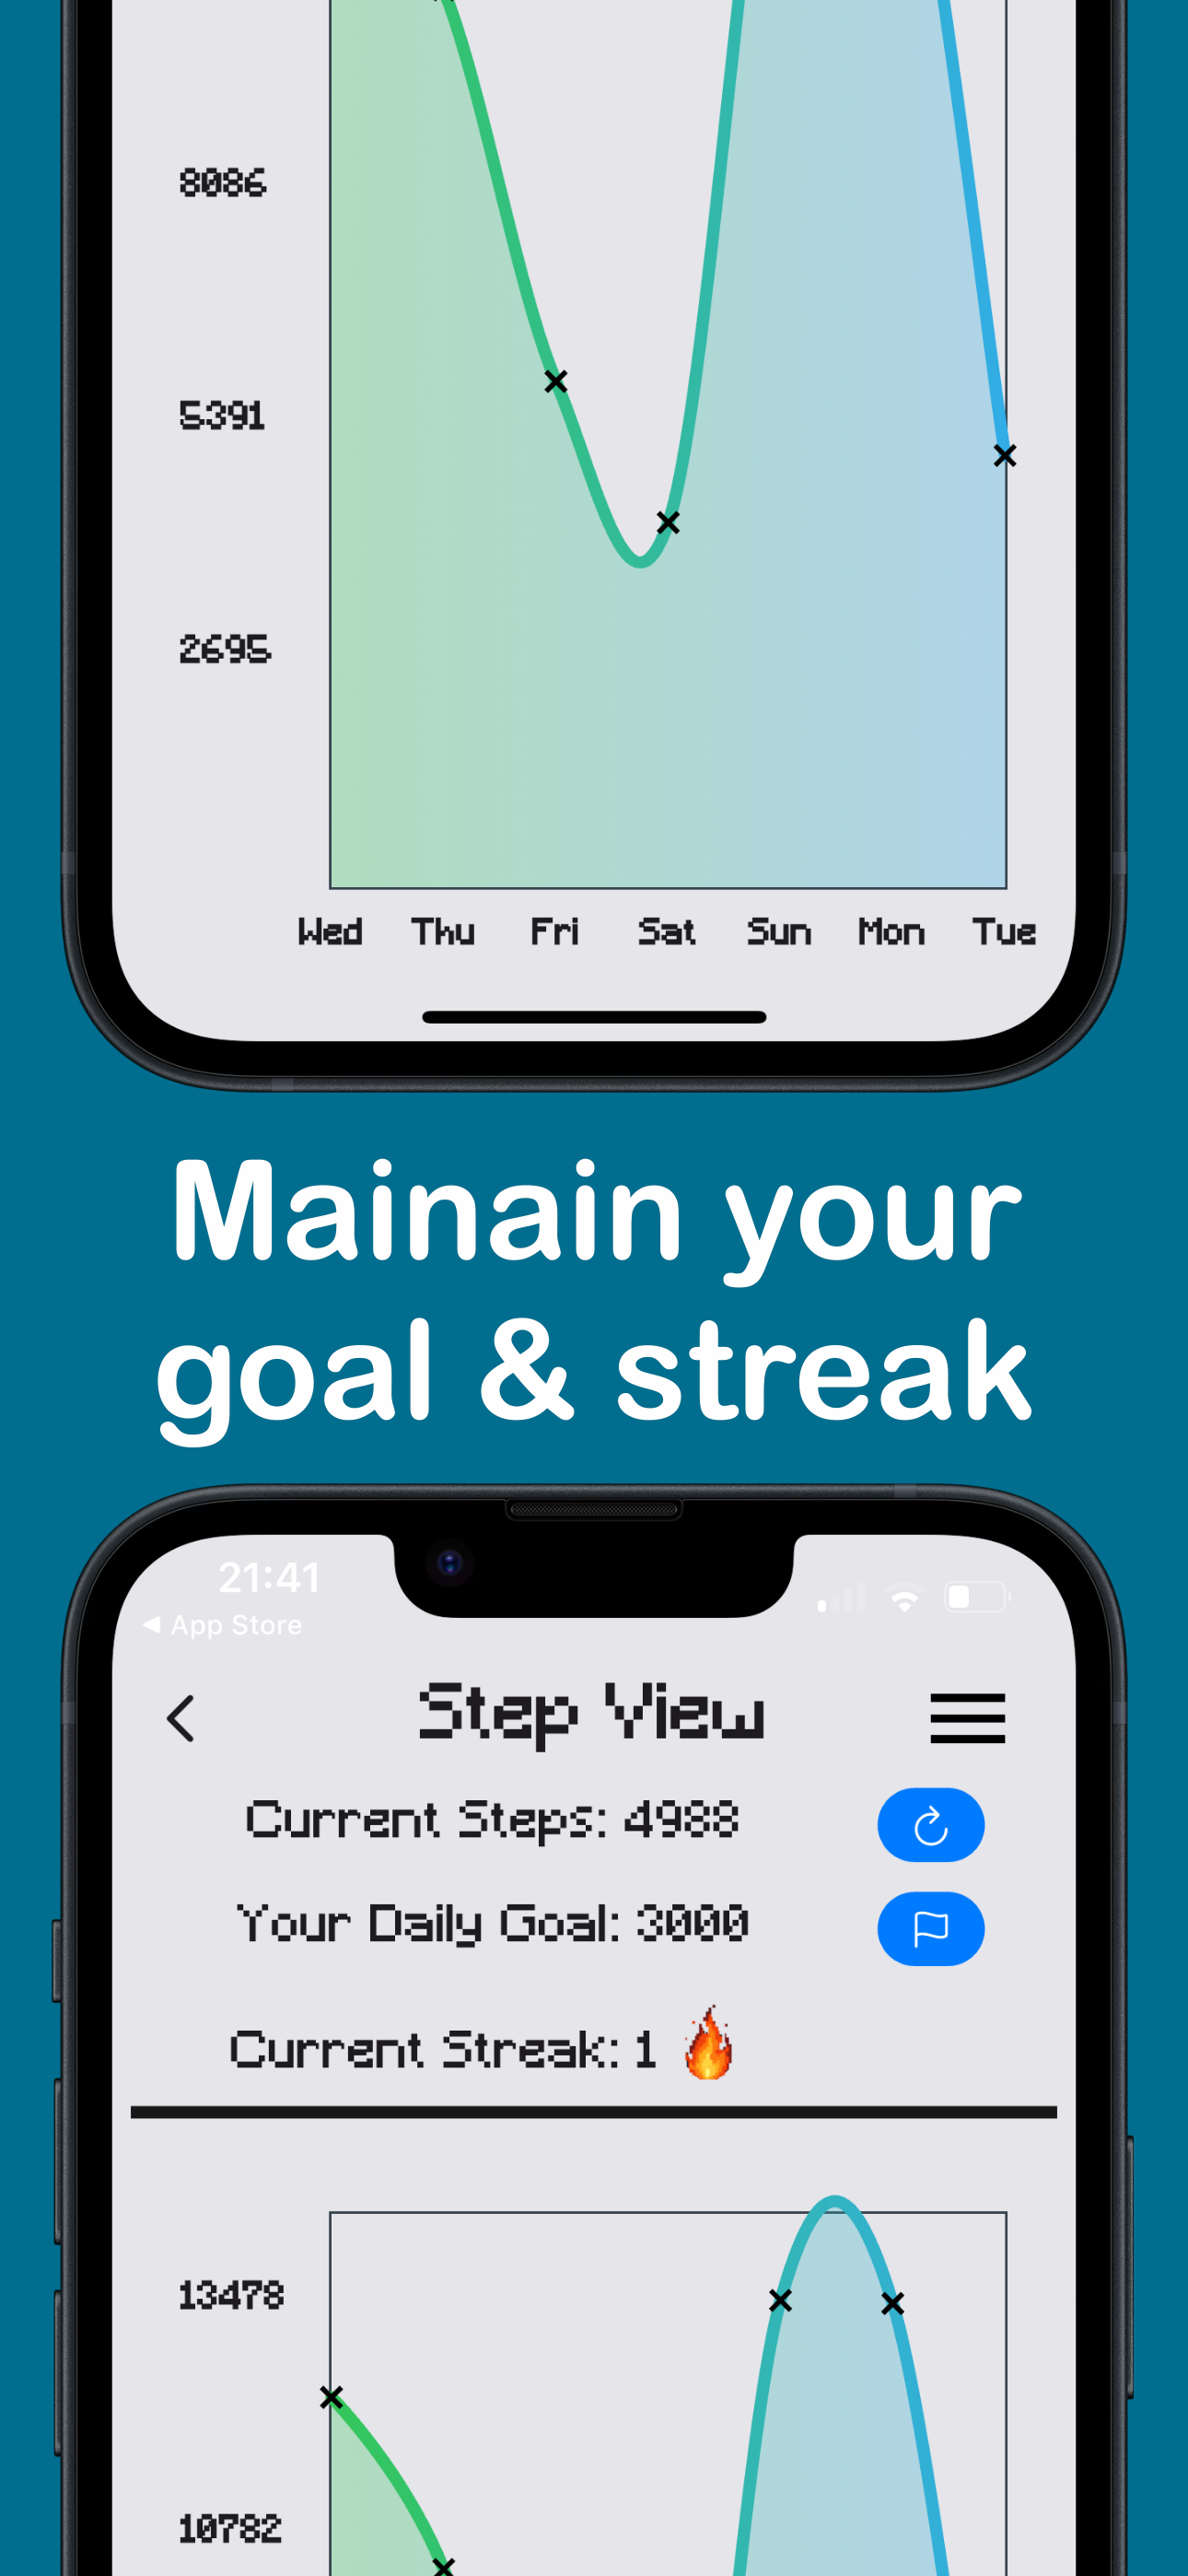 8086
5391
2695
Wed Thu Fri Sat Sun Mon Tue
Mainain your
goal & streak
21:41
◀ App Store
Step View
Current Steps: 4988
Your Daily Goal: 3000
Current Streak: 1 🔥
13478
10782